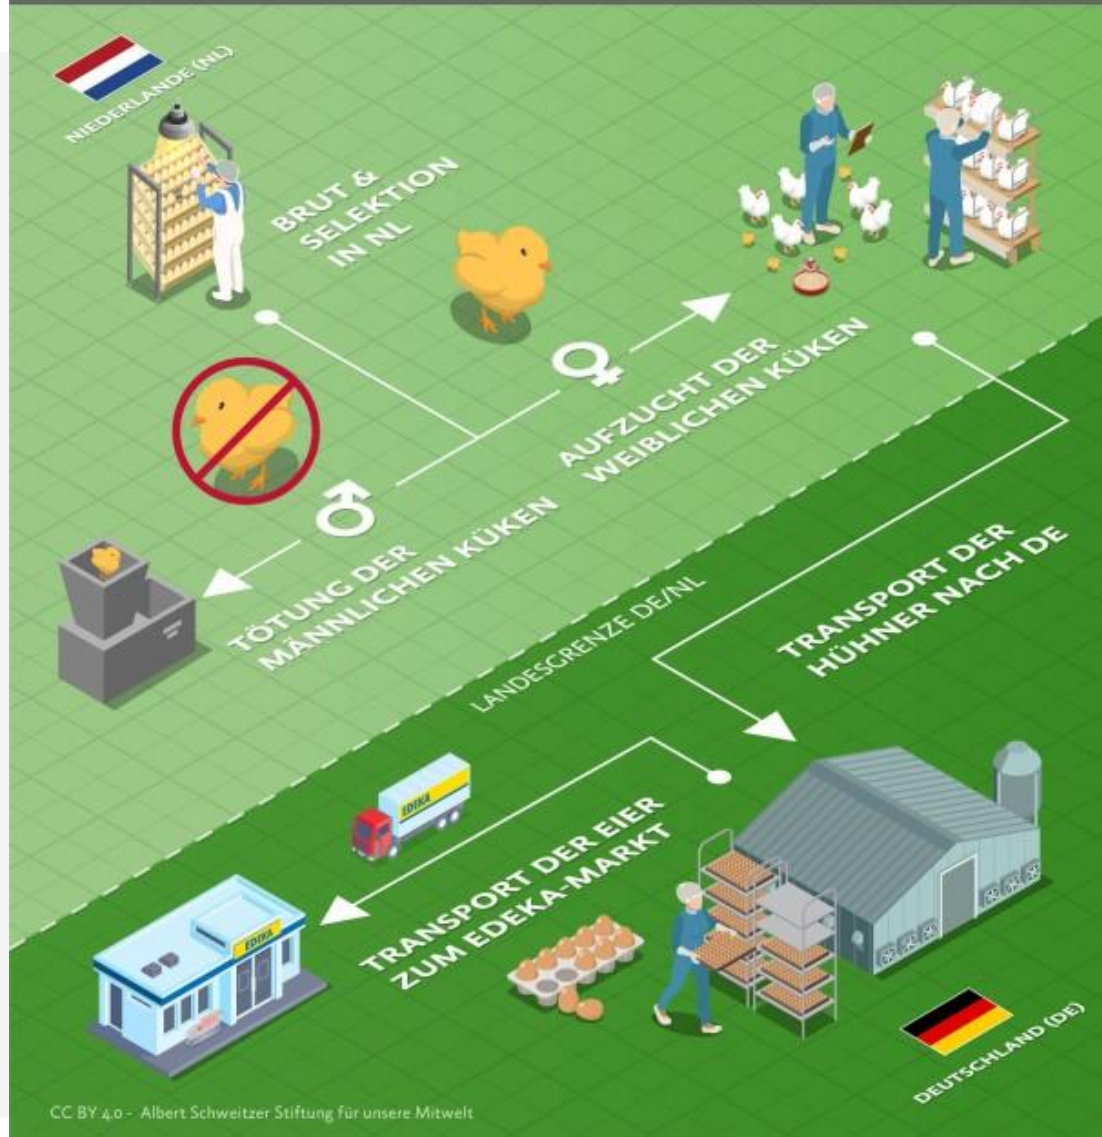 NIEDERLANDE (NL)
BRUT &
SELEKTION
IN NL
AUFZUCHT DER
WEIBLICHEN KÜKEN
TÖTUNG DER
MÄNNLICHEN KÜKEN
LANDESGRENZE DE/NL
TRANSPORT DER
HÜHNER NACH DE
EDEKA
TRANSPORT DER EIER
ZUM EDEKA-MARKT
EDEKA
DEUTSCHLAND (DE)
CC BY 4.0 - Albert Schweitzer Stiftung für unsere Mitwelt